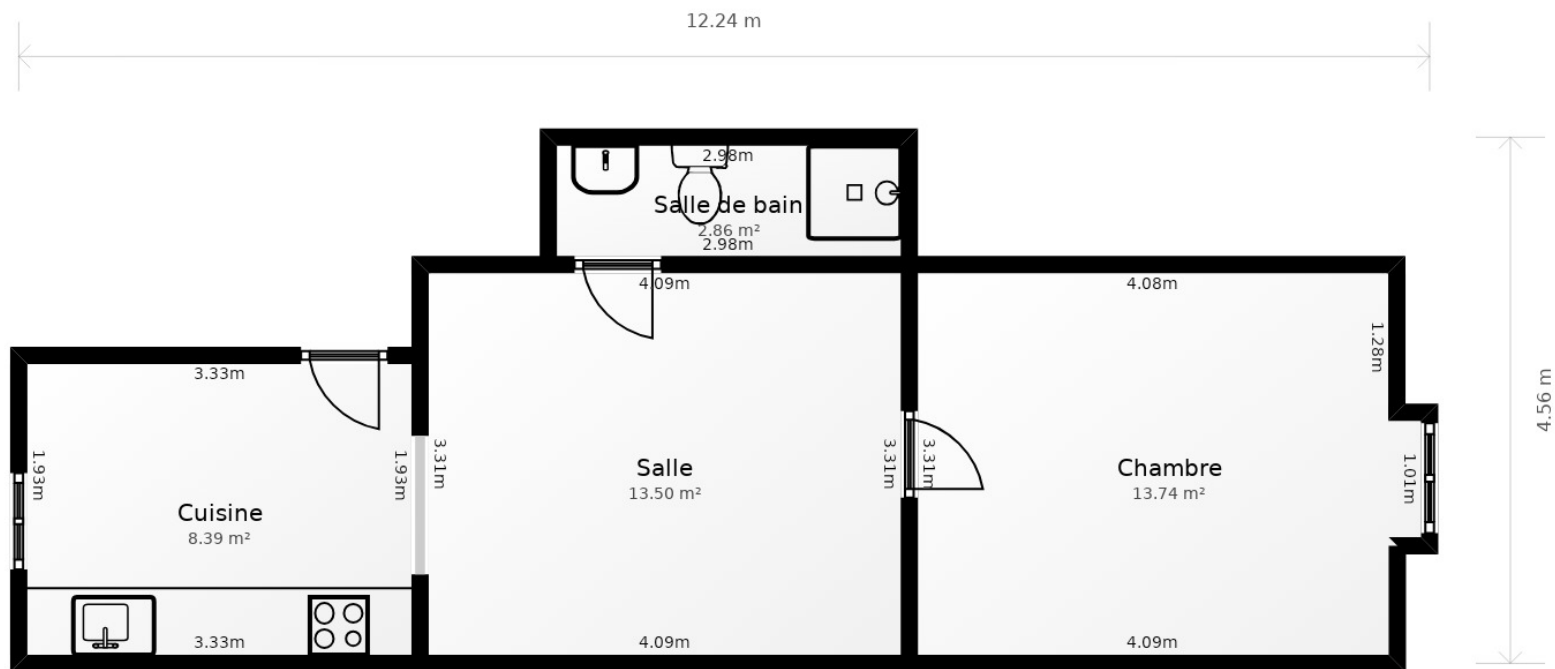 12.24 m
2.98m
Salle de bain
2.86 m²
2.98m
4.09m
4.08m
1.28m
3.33m
4.56 m
1.93m
1.93m
3.31m
3.31m
3.31m
1.01m
Salle
13.50 m²
Chambre
13.74 m²
Cuisine
8.39 m²
3.33m
4.09m
4.09m